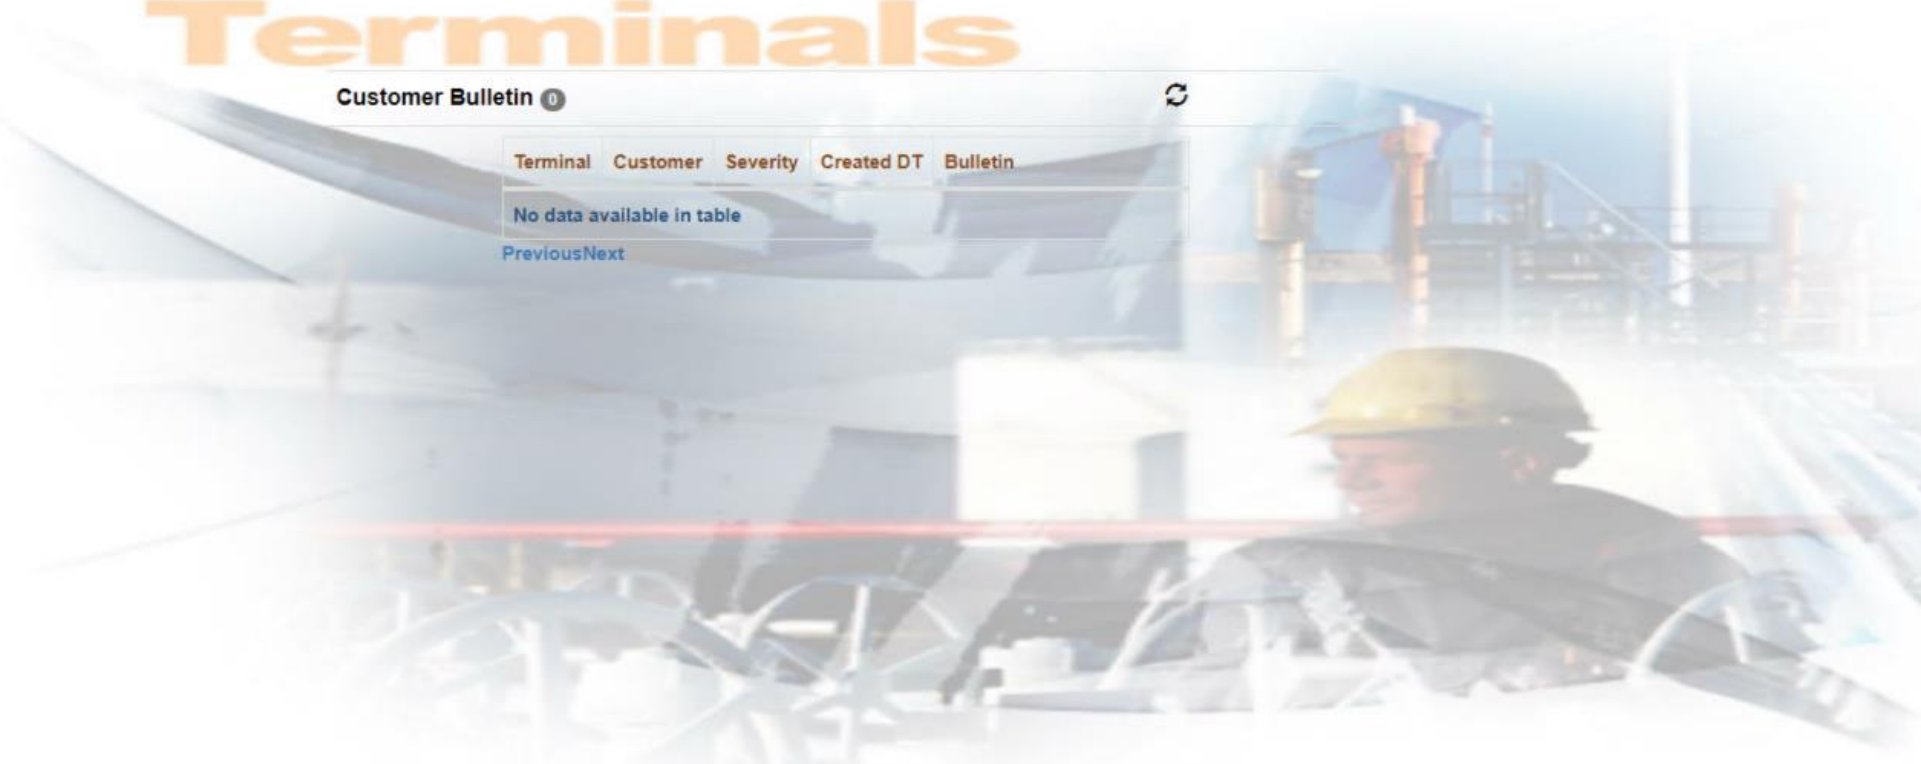 Terminals
Customer Bulletin 0
Terminal Customer Severity Created DT Bulletin
No data available in table
PreviousNext